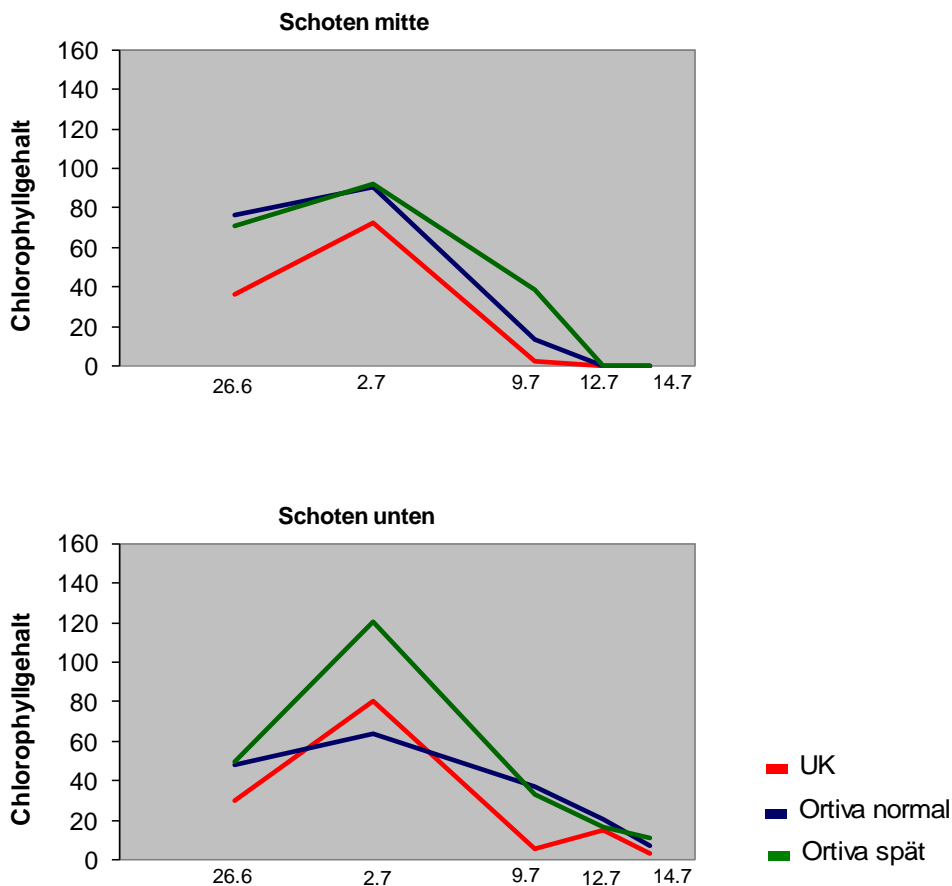 Schoten mitte
160
140
120
100
80
60
40
20
0
Chlorophyllgehalt
26.6 2.7 9.7 12.7 14.7
Schoten unten
160
140
120
100
80
60
40
20
0
Chlorophyllgehalt
26.6 2.7 9.7 12.7 14.7
UK
Ortiva normal
Ortiva spät